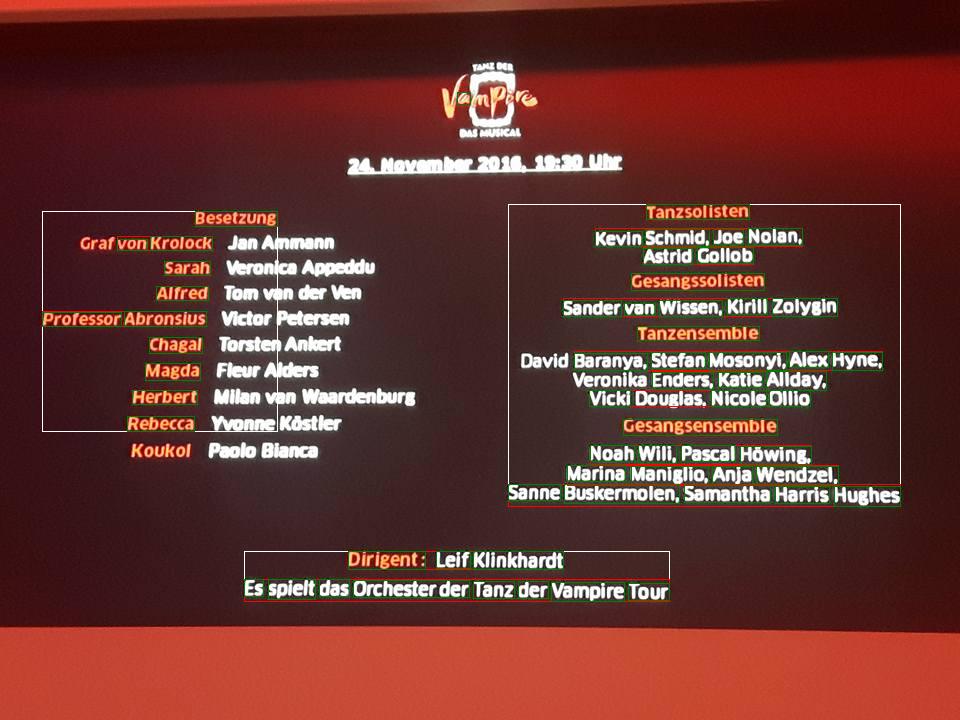 TANZ DER
Vampire
DAS MUSICAL
24. November 2016, 19:30 Uhr
Besetzung
Graf von Krolock Jan Ammann
Sarah Veronica Appeddu
Alfred Tom van der Ven
Professor Abronsius Victor Petersen
Chagal Torsten Ankert
Magda Fleur Alders
Herbert Milan van Waardenburg
Rebecca Yvonne Köstler
Koukol Paolo Bianca
Tanzsolisten
Kevin Schmid, Joe Nolan,
Astrid Gollob
Gesangssolisten
Sander van Wissen, Kirill Zolygin
Tanzensemble
David Baranya, Stefan Mosonyi, Alex Hyne,
Veronika Enders, Katie Allday,
Vicki Douglas, Nicole Ollio
Gesangsensemble
Noah Wili, Pascal Höwing,
Marina Maniglio, Anja Wendzel,
Sanne Buskermolen, Samantha Harris Hughes
Dirigent: Leif Klinkhardt
Es spielt das Orchester der Tanz der Vampire Tour